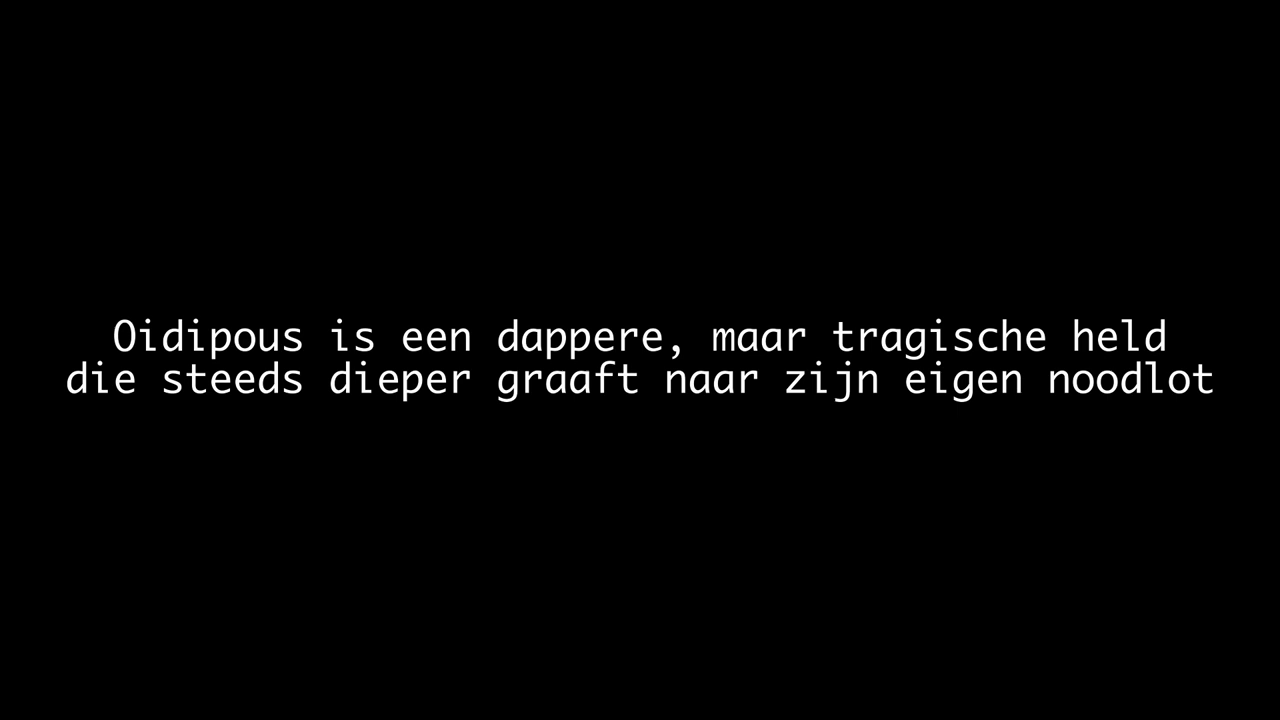 Oidipous is een dappere, maar tragische held
die steeds dieper graaft naar zijn eigen noodlot